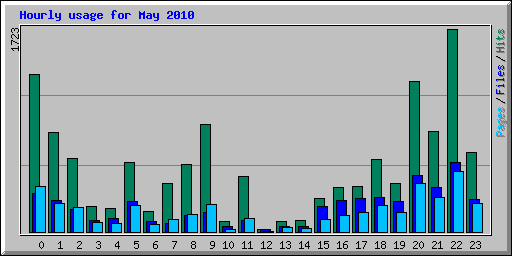 Hourly usage for May 2010
1723
Pages / Files / Hits
0 1 2 3 4 5 6 7 8 9 10 11 12 13 14 15 16 17 18 19 20 21 22 23